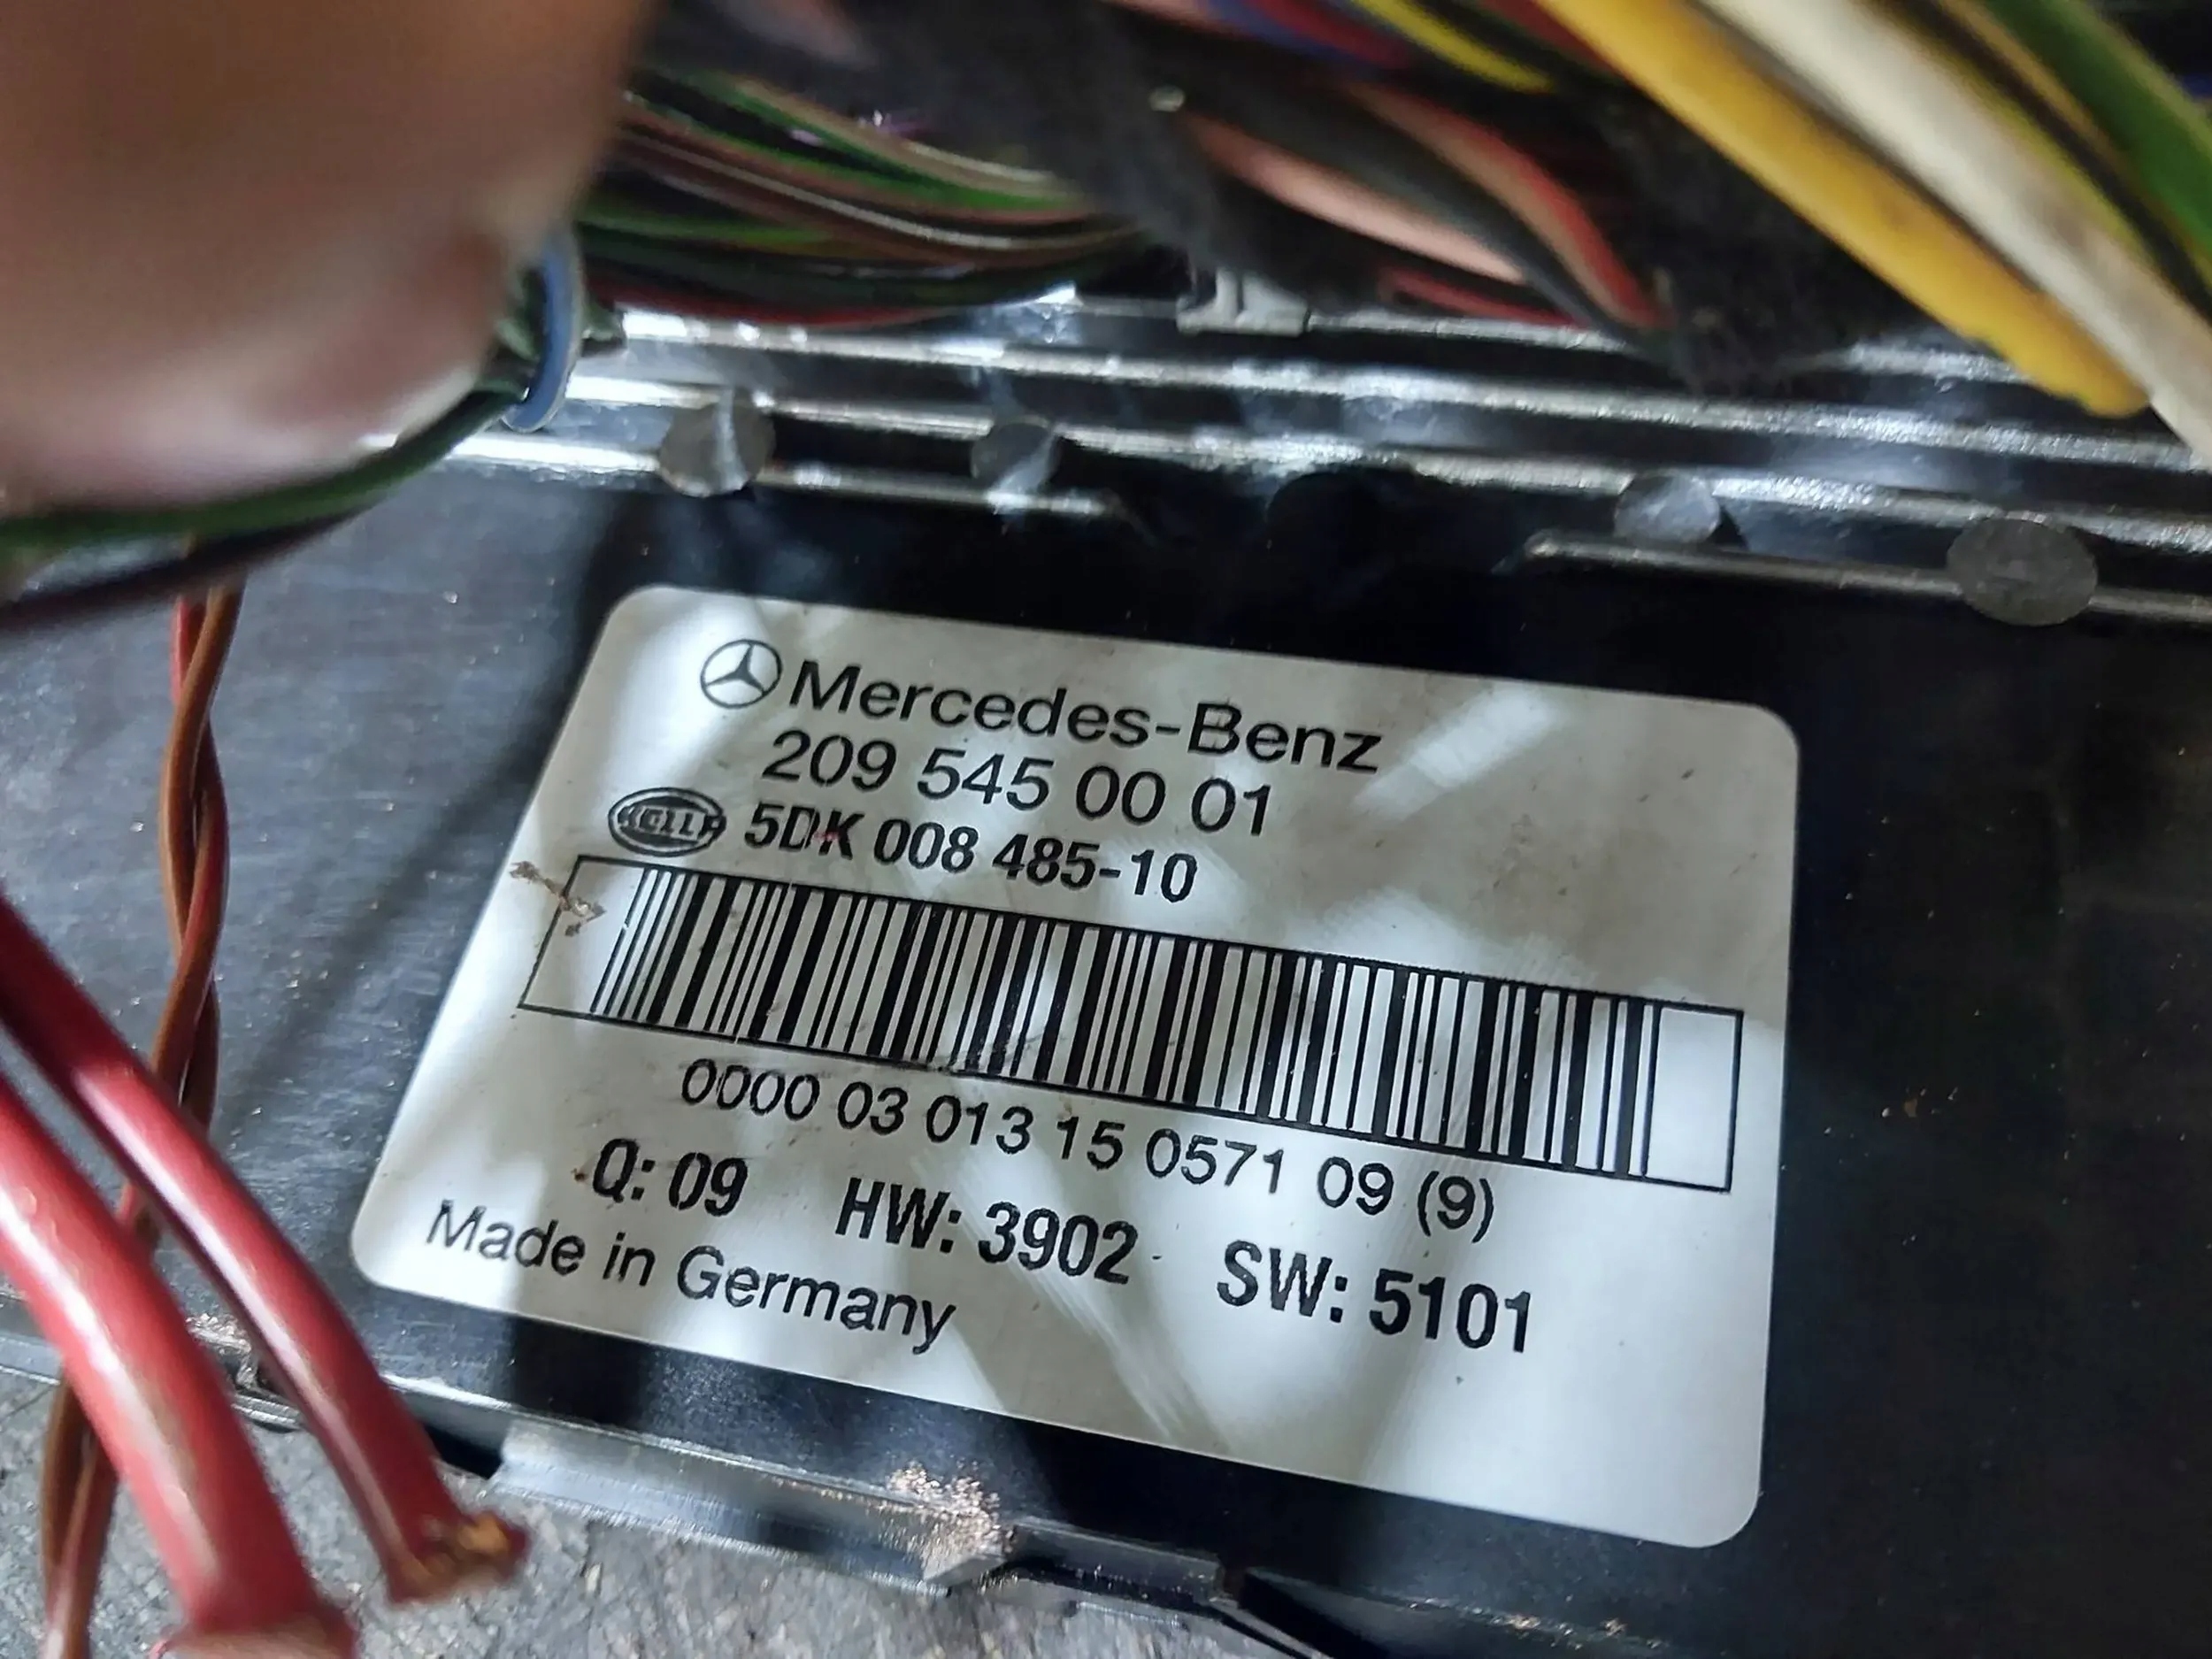 Mercedes-Benz
209 545 00 01
HELLA 5DK 008 485-10
0000 03 013 15 0571 09 (9)
Q: 09 HW: 3902 SW: 5101
Made in Germany